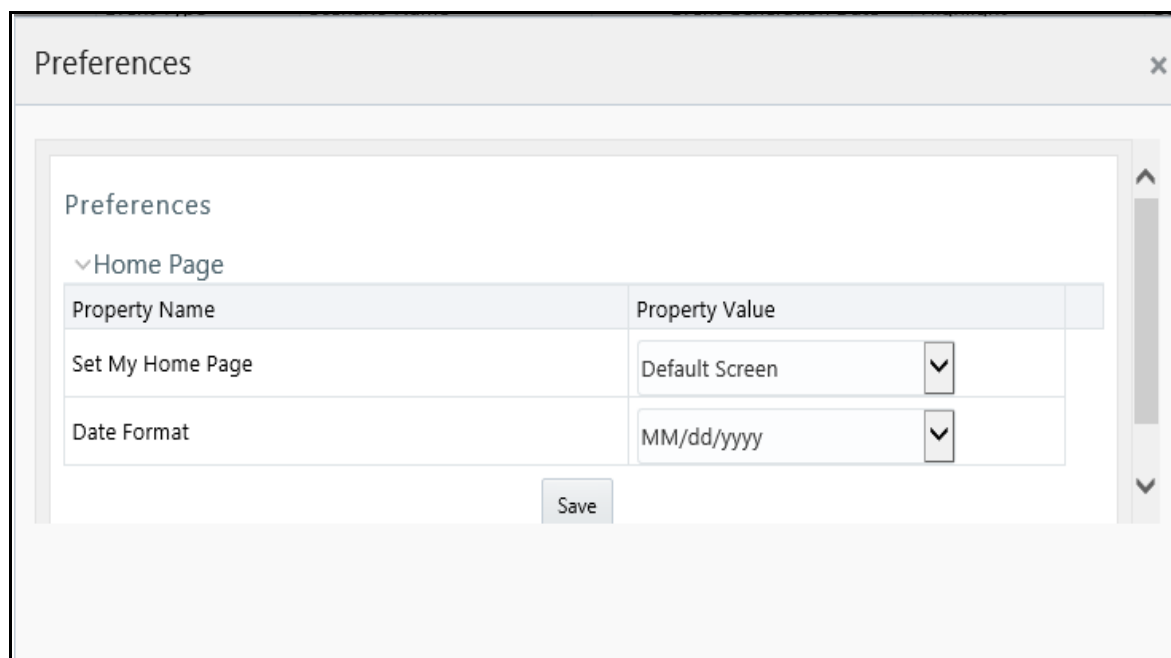 Preferences
Preferences
Home Page
Property Name Property Value
Set My Home Page Default Screen
Date Format MM/dd/yyyy
Save